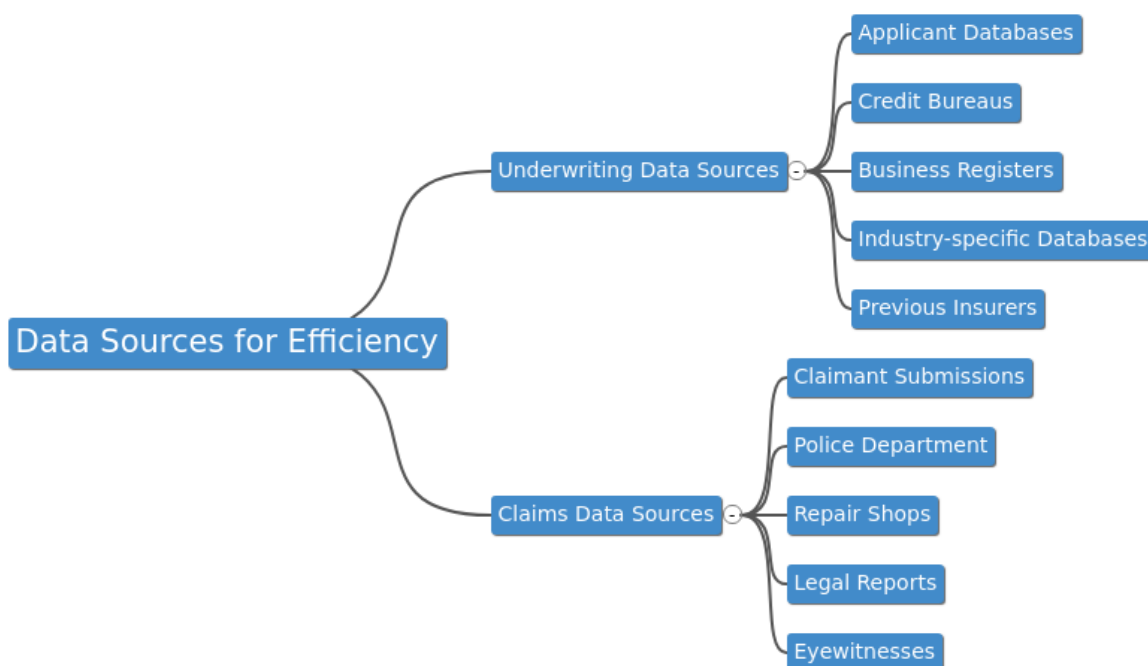 Data Sources for Efficiency
Underwriting Data Sources
-
Applicant Databases
Credit Bureaus
Business Registers
Industry-specific Databases
Previous Insurers
Claims Data Sources
-
Claimant Submissions
Police Department
Repair Shops
Legal Reports
Eyewitnesses